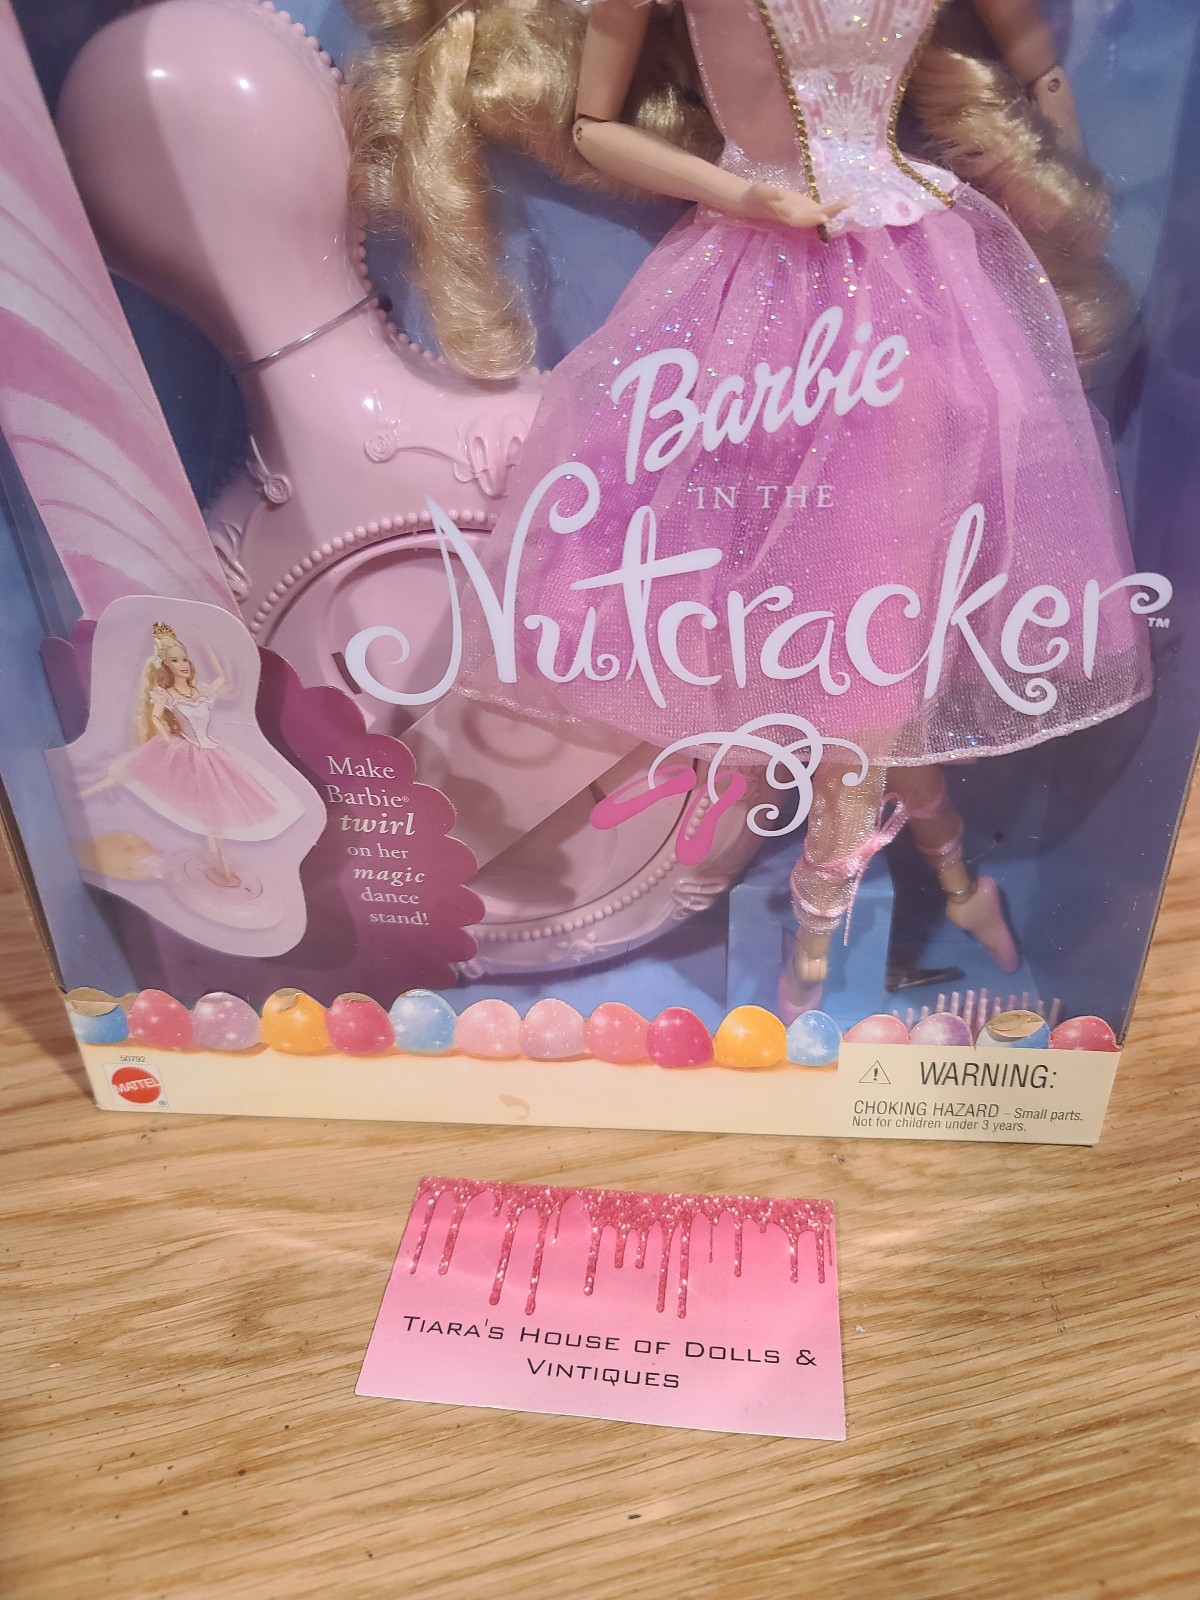 Barbie
IN THE
Nutcracker™
Make
Barbie®
twirl
on her
magic
dance
stand!
50792
MATTEL
®
⚠ WARNING:
CHOKING HAZARD – Small parts.
Not for children under 3 years.
TIARA'S HOUSE OF DOLLS &
VINTIQUES